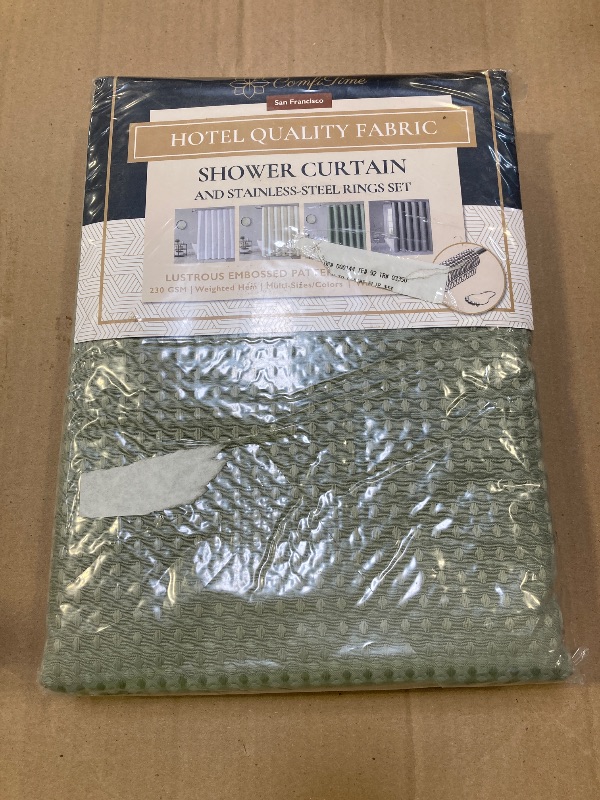 ComfiTime
San Francisco
HOTEL QUALITY FABRIC
SHOWER CURTAIN
AND STAINLESS-STEEL RINGS SET
LUSTROUS EMBOSSED
230 GSM | Weighted Hem | Multi-Sizes/Colors